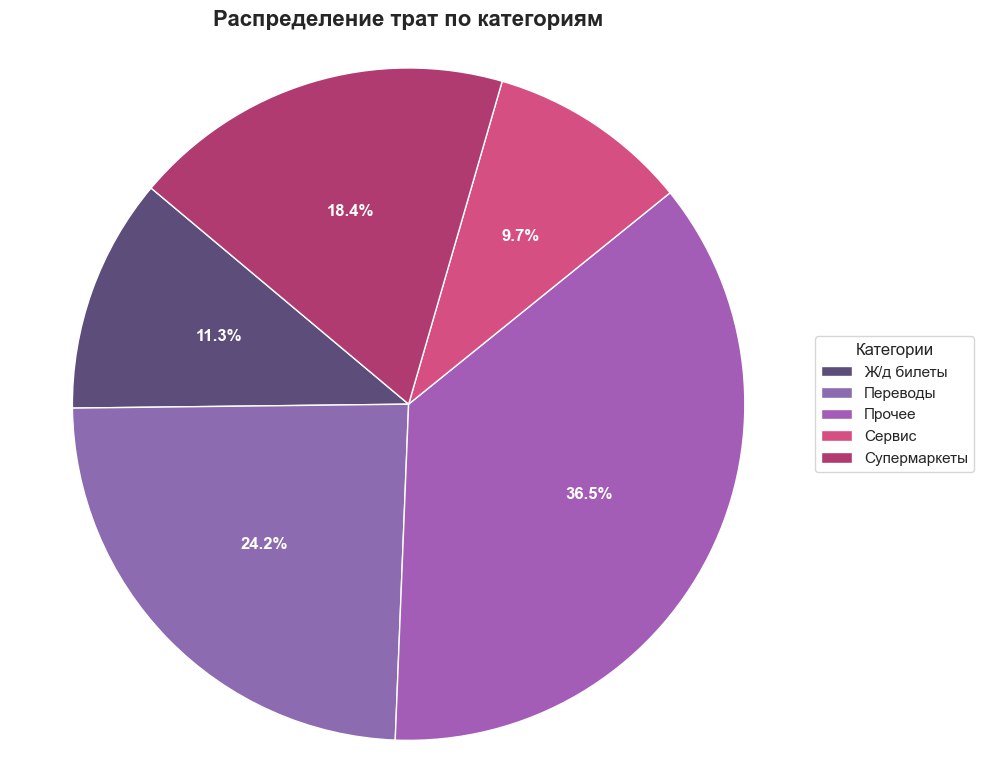 Распределение трат по категориям
18.4%
9.7%
11.3%
36.5%
24.2%
Категории
Ж/д билеты
Переводы
Прочее
Сервис
Супермаркеты